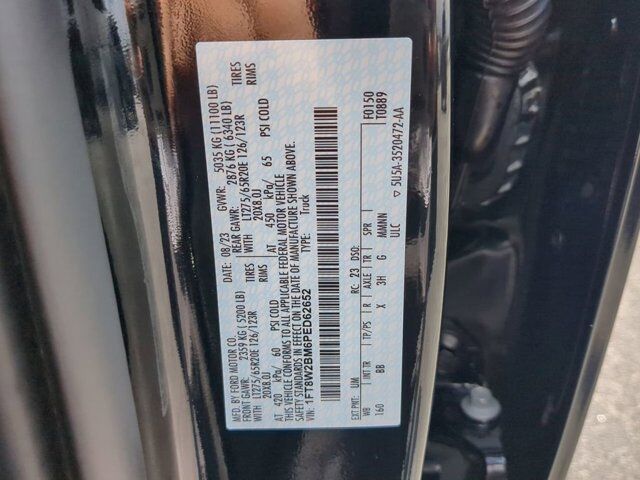 MFD. BY FORD MOTOR CO.
DATE: 08/23 GVWR: 5035 KG (11100 LB)
FRONT GAWR: 2359 KG (5200 LB) REAR GAWR: 2876 KG (6340 LB)
WITH LT275/65R20E 126/123R TIRES WITH LT275/65R20E 126/123R TIRES
20X8.0J RIMS 20X8.0J RIMS
AT 420 kPa/ 60 PSI COLD AT 450 kPa/ 65 PSI COLD
THIS VEHICLE CONFORMS TO ALL APPLICABLE FEDERAL MOTOR VEHICLE
SAFETY STANDARDS IN EFFECT ON THE DATE OF MANUFACTURE SHOWN ABOVE.
VIN: 1FT8W2BM6PED62652 TYPE: Truck
F0150
T0889
EXT PNT: UM RC: 23 DSO:
WB TP/PS R AXLE TR SPR
160 BB X 3H G MMMMN
ULC ▽ 5U5A-3520472-AA